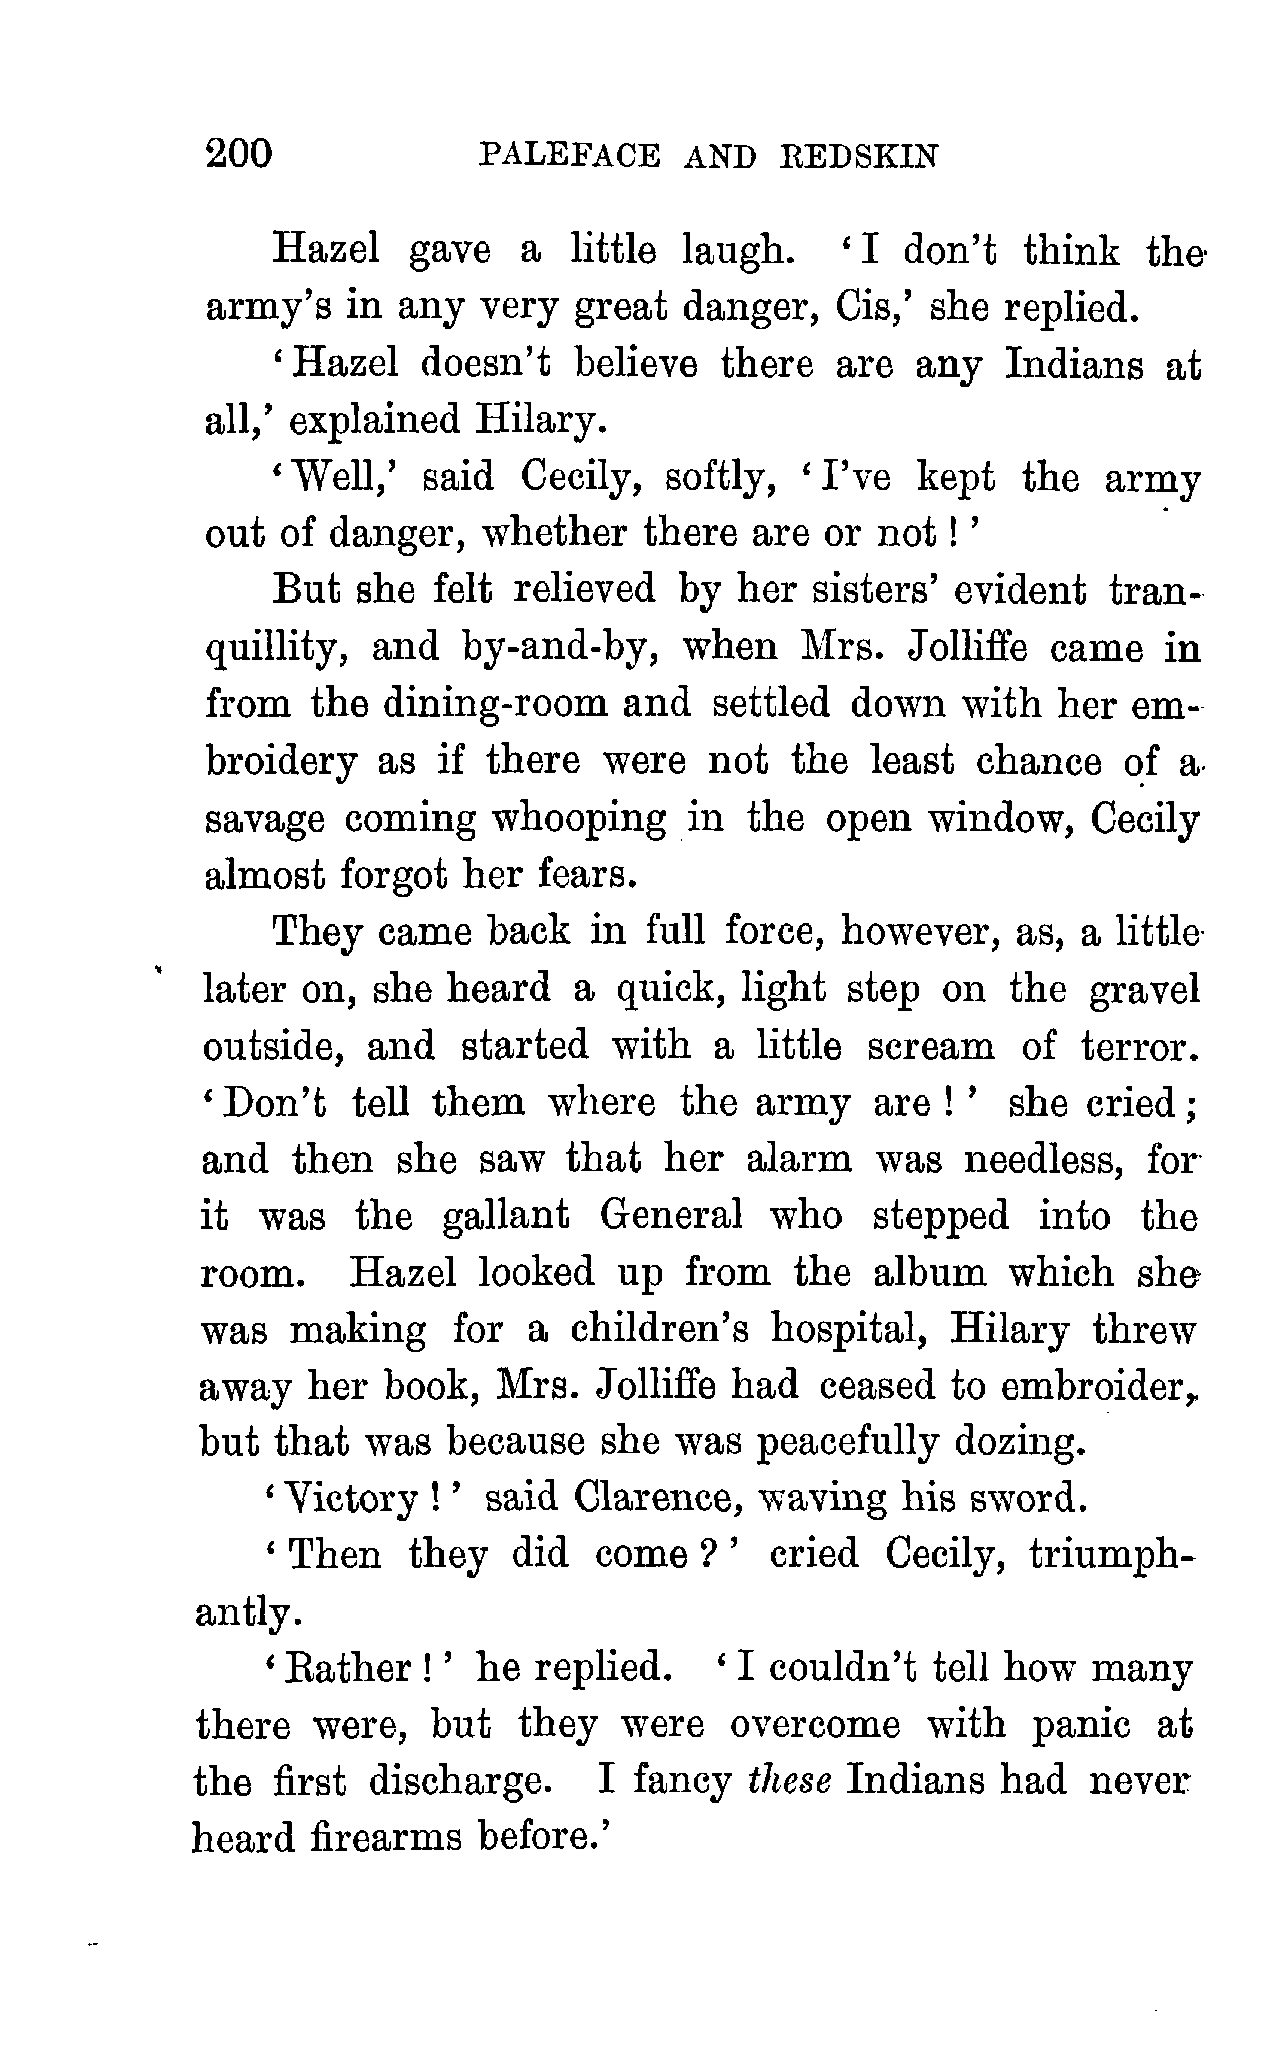 200 PALEFACE AND REDSKIN
Hazel gave a little laugh. ‘I don’t think the
army’s in any very great danger, Cis,’ she replied.
‘Hazel doesn’t believe there are any Indians at
all,’ explained Hilary.
‘Well,’ said Cecily, softly, ‘I’ve kept the army
out of danger, whether there are or not!’
But she felt relieved by her sisters’ evident tran-
quillity, and by-and-by, when Mrs. Jolliffe came in
from the dining-room and settled down with her em-
broidery as if there were not the least chance of a
savage coming whooping in the open window, Cecily
almost forgot her fears.
They came back in full force, however, as, a little
later on, she heard a quick, light step on the gravel
outside, and started with a little scream of terror.
‘Don’t tell them where the army are!’ she cried;
and then she saw that her alarm was needless, for
it was the gallant General who stepped into the
room. Hazel looked up from the album which she
was making for a children’s hospital, Hilary threw
away her book, Mrs. Jolliffe had ceased to embroider,
but that was because she was peacefully dozing.
‘Victory!’ said Clarence, waving his sword.
‘Then they did come?’ cried Cecily, triumph-
antly.
‘Rather!’ he replied. ‘I couldn’t tell how many
there were, but they were overcome with panic at
the first discharge. I fancy these Indians had never
heard firearms before.’